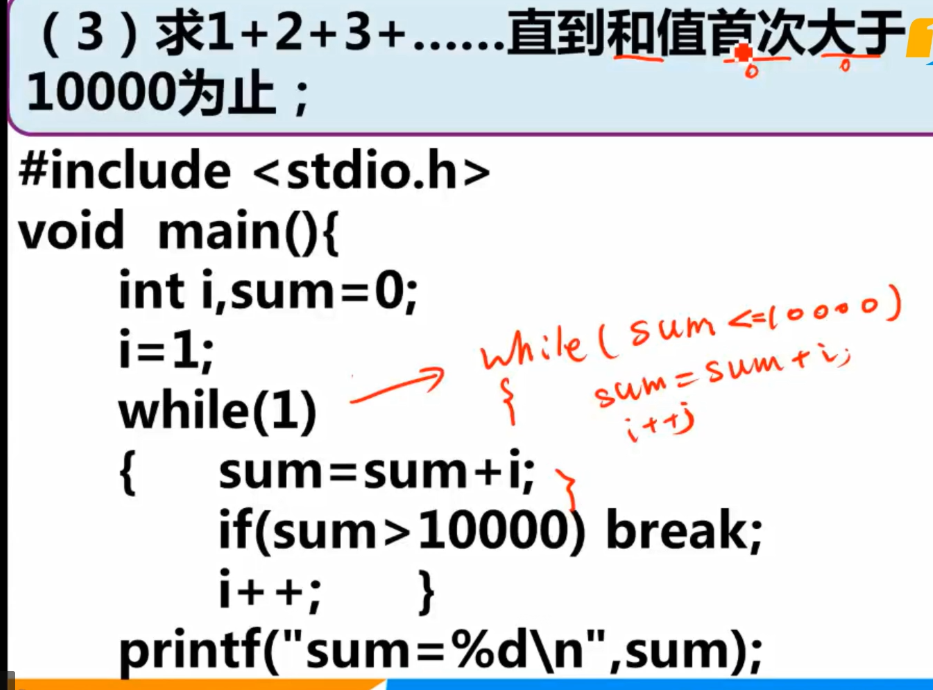 （3）求1+2+3+……直到和值首次大于
10000为止；
#include <stdio.h>
void main(){
int i,sum=0;
i=1;
while(1)
while(sum<=10000)
{ sum=sum+i;
i++;
}
{ sum=sum+i;
if(sum>10000) break;
i++; }
printf("sum=%d\n",sum);